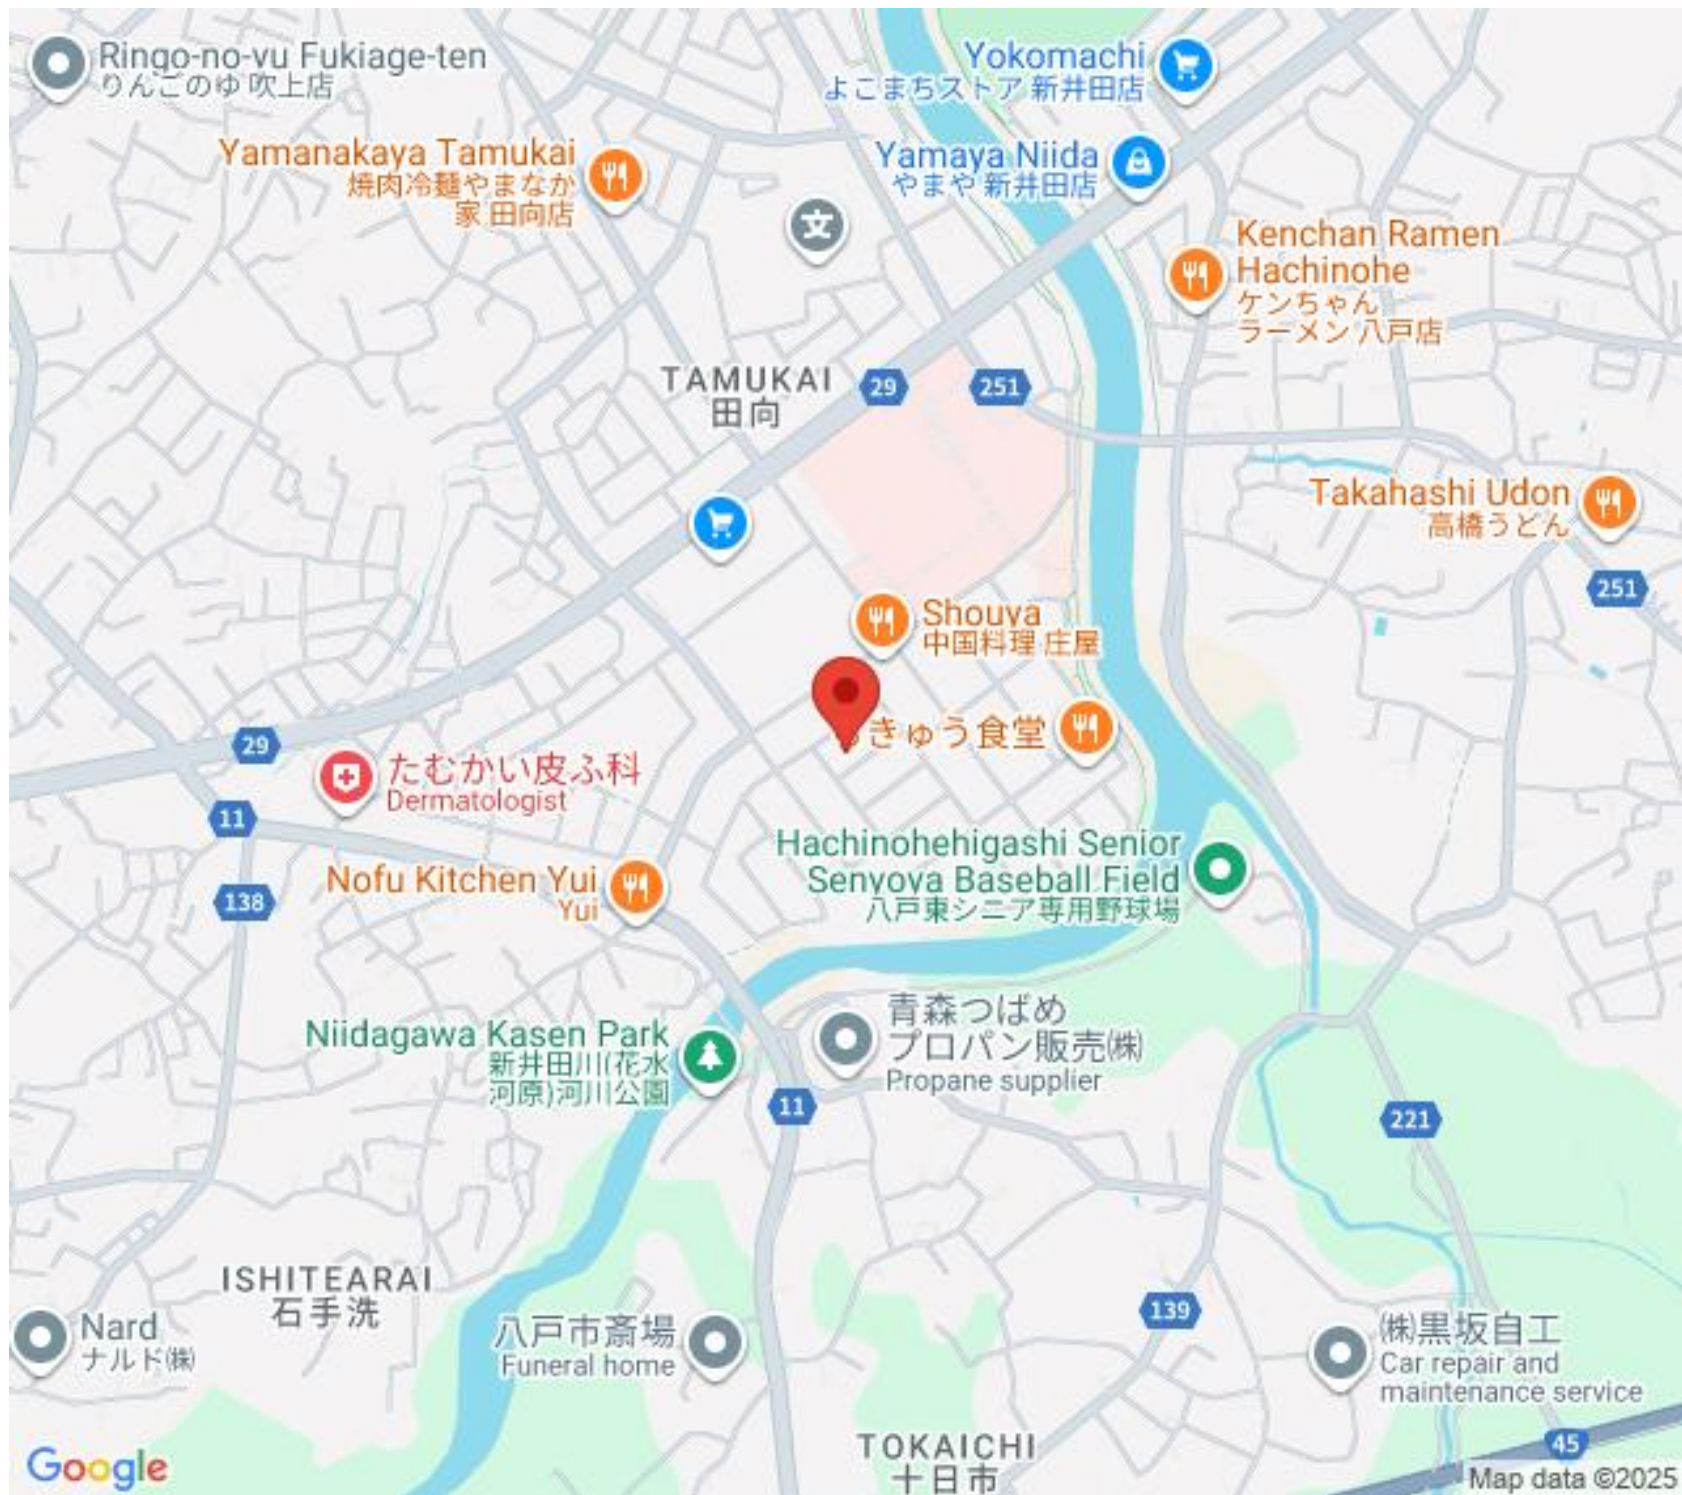 Ringo-no-yu Fukiage-ten
りんごのゆ 吹上店
Yokomachi
よこまちストア 新井田店
Yamanakaya Tamukai
焼肉冷麺やまなか
家 田向店
Yamaya Niida
やまや 新井田店
文
Kenchan Ramen
Hachinohe
ケンちゃん
ラーメン 八戸店
TAMUKAI
田向
29
251
Takahashi Udon
高橋うどん
251
Shouya
中国料理 庄屋
きゅう食堂
29
たむかい皮ふ科
Dermatologist
11
Hachinohehigashi Senior
Senyova Baseball Field
八戸東シニア専用野球場
Nofu Kitchen Yui
Yui
138
青森つばめ
プロパン販売㈱
Propane supplier
Niidagawa Kasen Park
新井田川(花水
河原)河川公園
11
221
ISHITEARAI
石手洗
139
Nard
ナルド㈱
八戸市斎場
Funeral home
㈱黒坂自工
Car repair and
maintenance service
TOKAICHI
十日市
45
Google
Map data ©2025